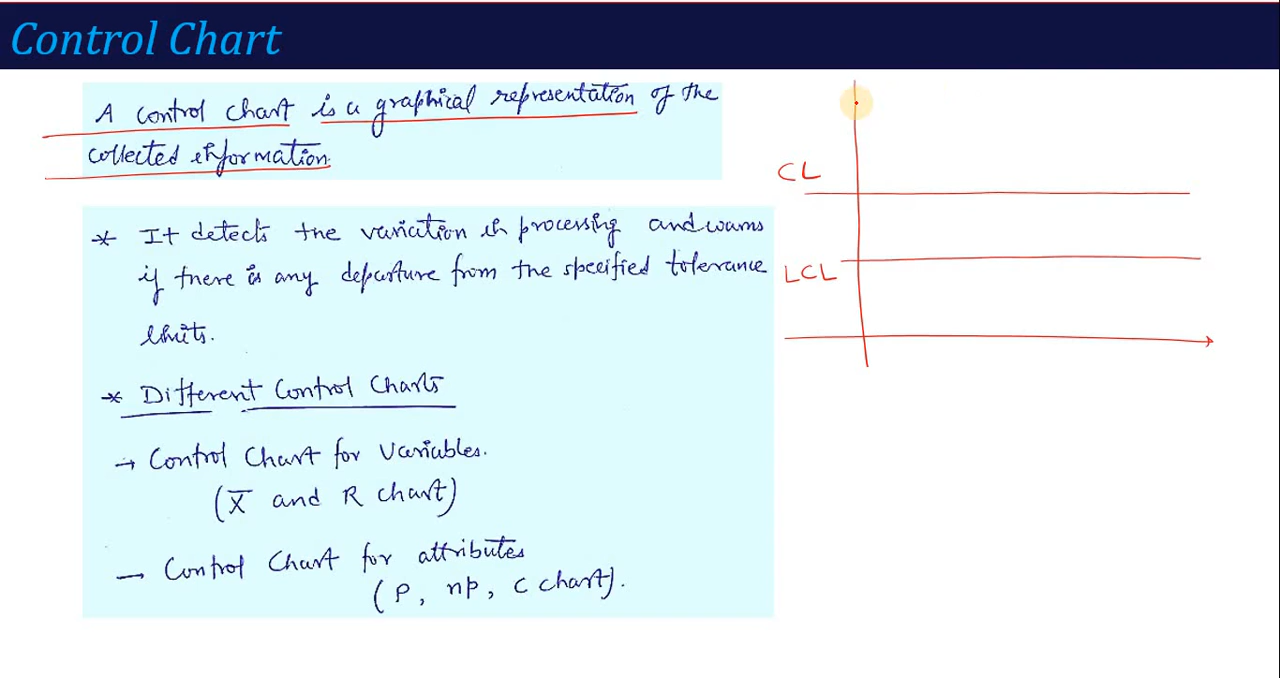 Control Chart
A control chart is a graphical representation of the
collected information.
* It detects the variation in processing and warns
if there is any departure from the specified tolerance
limits.
* Different Control Charts
→ Control Chart for Variables.
(X̅ and R chart)
→ Control Chart for attributes
(P, np, C chart).
CL
LCL